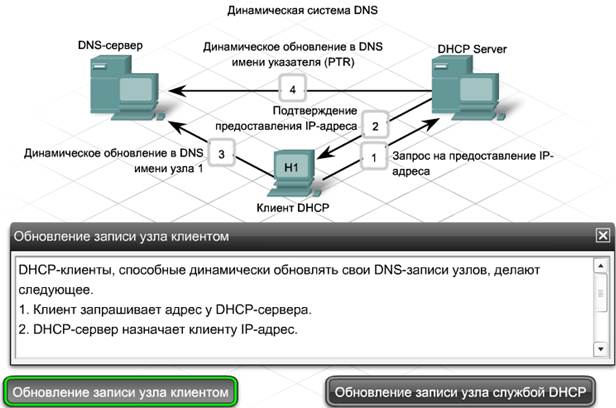 Динамическая система DNS
DNS-сервер
Динамическое обновление в DNS
имени указателя (PTR)
DHCP Server
4
Подтверждение
предоставления IP-адреса
2
Динамическое обновление в DNS
имени узла 1
3
1
Запрос на предоставление IP-
адреса
H1
Клиент DHCP
Обновление записи узла клиентом
DHCP-клиенты, способные динамически обновлять свои DNS-записи узлов, делают
следующее.
1. Клиент запрашивает адрес у DHCP-сервера.
2. DHCP-сервер назначает клиенту IP-адрес.
Обновление записи узла клиентом
Обновление записи узла службой DHCP